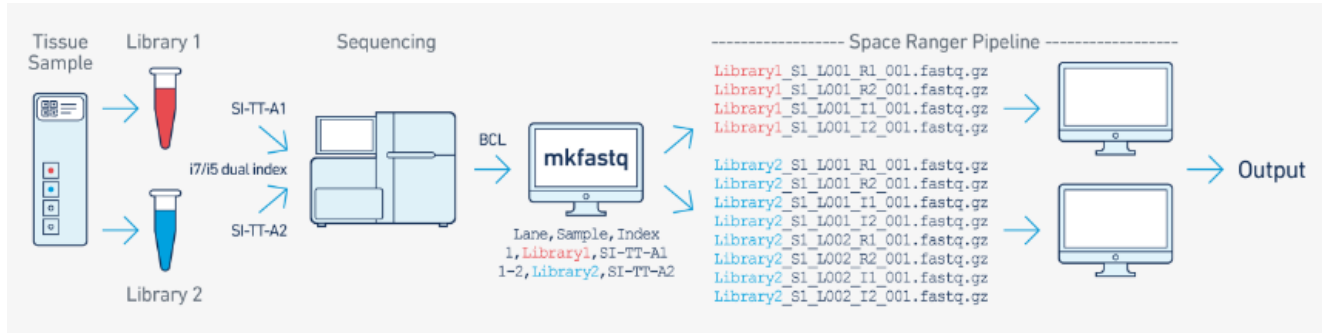 Tissue
Sample
Library 1
Sequencing
------------------ Space Ranger Pipeline ------------------
SI-TT-A1
i7/i5 dual index
SI-TT-A2
Library 2
BCL
mkfastq
Lane,Sample,Index
1,Library1,SI-TT-A1
1-2,Library2,SI-TT-A2
Library1_S1_L001_R1_001.fastq.gz
Library1_S1_L001_R2_001.fastq.gz
Library1_S1_L001_I1_001.fastq.gz
Library1_S1_L001_I2_001.fastq.gz
Library2_S1_L001_R1_001.fastq.gz
Library2_S1_L001_R2_001.fastq.gz
Library2_S1_L001_I1_001.fastq.gz
Library2_S1_L001_I2_001.fastq.gz
Library2_S1_L002_R1_001.fastq.gz
Library2_S1_L002_R2_001.fastq.gz
Library2_S1_L002_I1_001.fastq.gz
Library2_S1_L002_I2_001.fastq.gz
Output